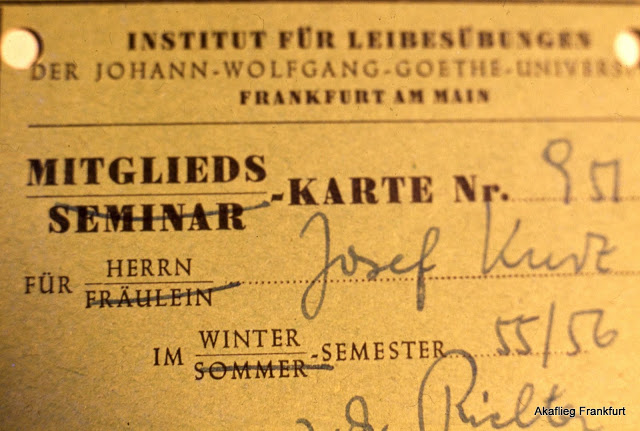 INSTITUT FÜR LEIBESÜBUNGEN
DER JOHANN-WOLFGANG-GOETHE-UNIVERS
FRANKFURT AM MAIN
MITGLIEDS
SEMINAR -KARTE Nr. 951
FÜR HERRN
FRÄULEIN Josef Kurz
IM WINTER
SOMMER -SEMESTER 55/56
Richter
Akaflieg Frankfurt